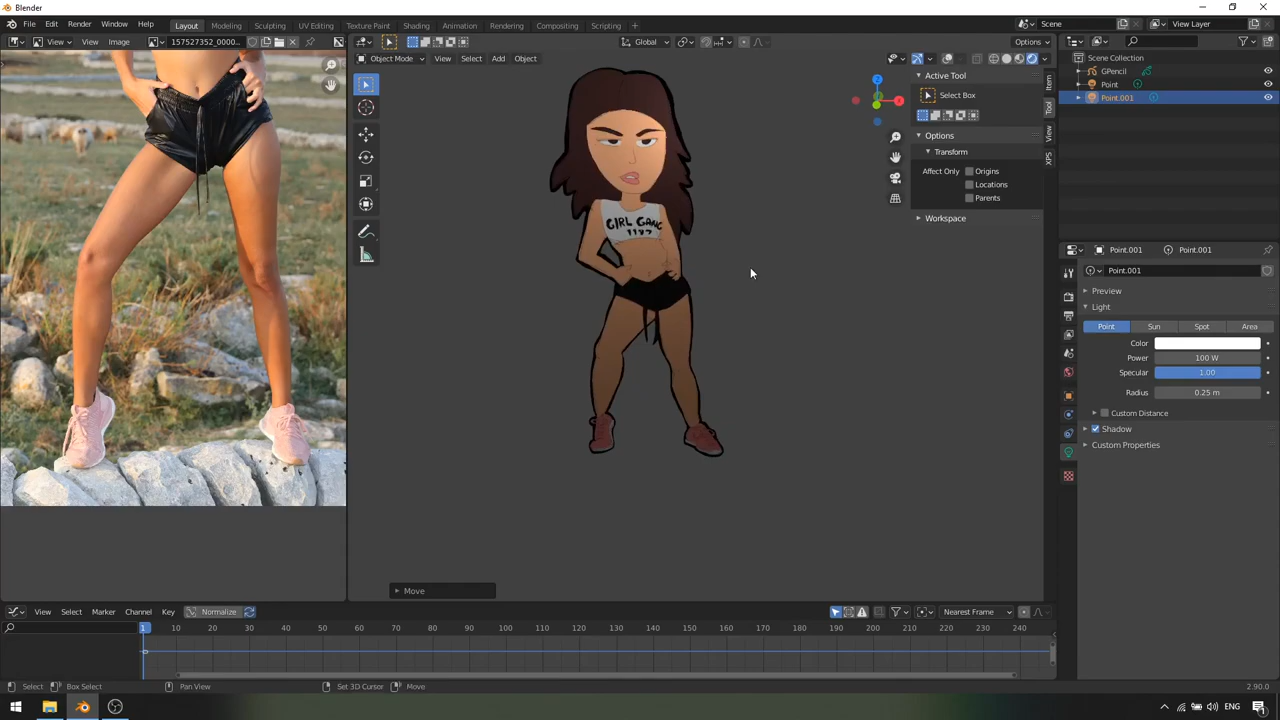 Blender
File Edit Render Window Help
Layout Modeling Sculpting UV Editing Texture Paint Shading Animation Rendering Compositing Scripting +
Scene View Layer
View View Image 157527352_0000...
Global Options
Object Mode View Select Add Object
GIRL GANG
Active Tool
Select Box
Options
Transform
Affect Only Origins
Locations
Parents
Workspace
Item
Tool
View
XPS
Scene Collection
GPencil
Point
Point.001
Point.001 Point.001
Point.001
Preview
Light
Point Sun Spot Area
Color
Power 100 W
Specular 1.00
Radius 0.25 m
Custom Distance
Shadow
Custom Properties
Move
View Select Marker Channel Key Normalize Nearest Frame
1 10 20 30 40 50 60 70 80 90 100 110 120 130 140 150 160 170 180 190 200 210 220 230 240
Select Box Select Pan View Set 3D Cursor Move 2.90.0
ENG